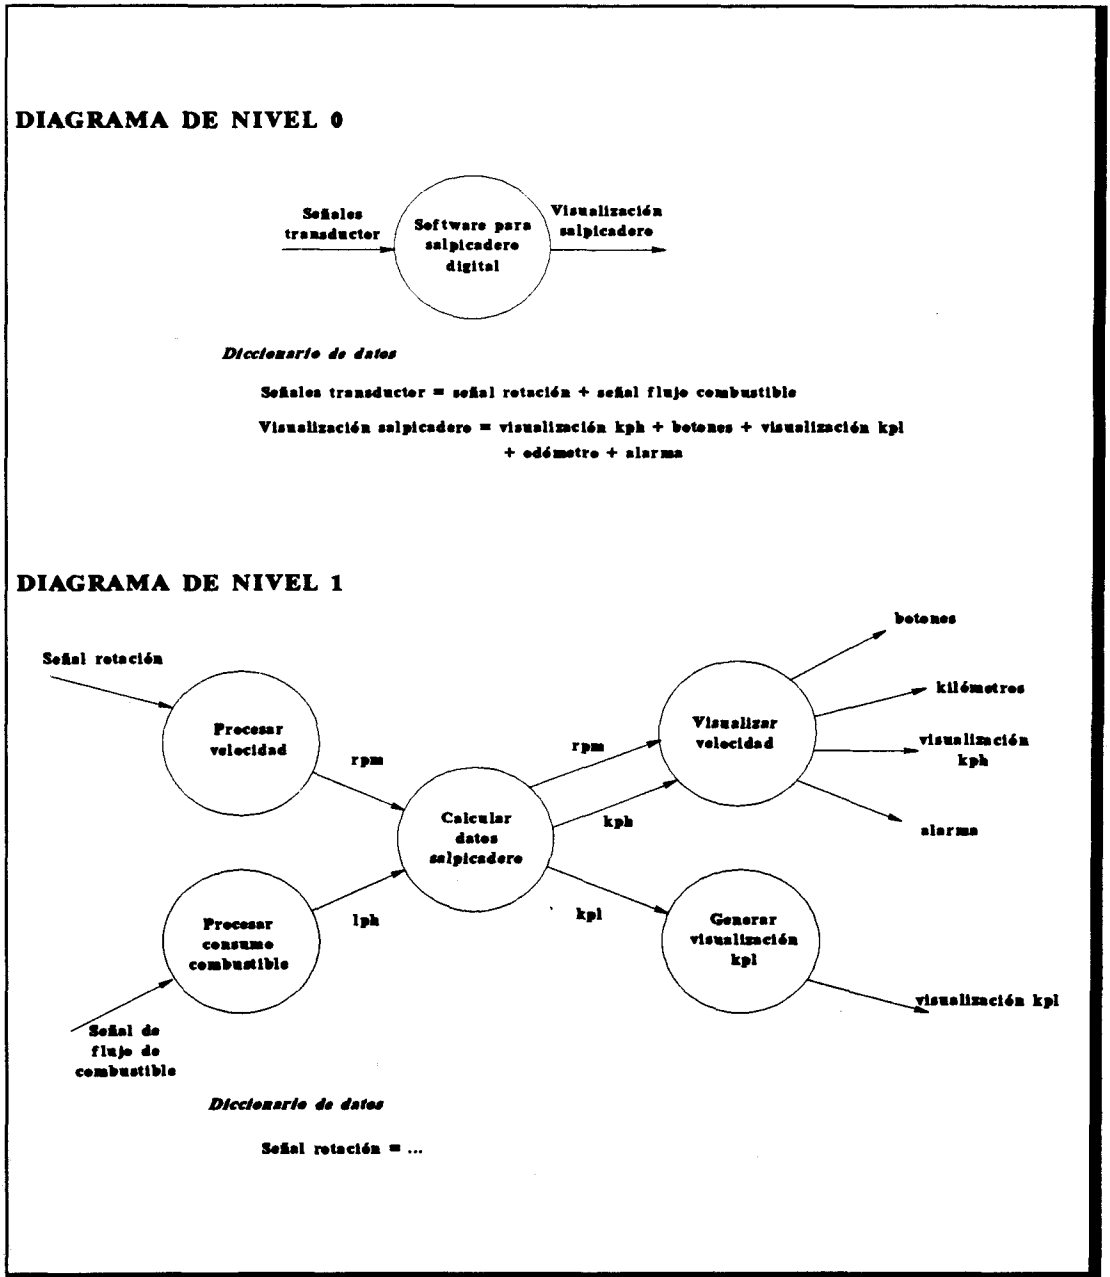 DIAGRAMA DE NIVEL 0
Señales
transductor
Software para
salpicadero
digital
Visualización
salpicadero
Diccionario de datos
Señales transductor = señal rotación + señal flujo combustible
Visualización salpicadero = visualización kph + botones + visualización kpl
+ odómetro + alarma
DIAGRAMA DE NIVEL 1
Señal rotación
Procesar
velocidad
rpm
Procesar
consumo
combustible
lph
Señal de
flujo de
combustible
Calcular
datos
salpicadero
rpm
kph
kpl
Visualizar
velocidad
botones
kilómetros
visualización
kph
alarma
Generar
visualización
kpl
visualización kpl
Diccionario de datos
Señal rotación = ...